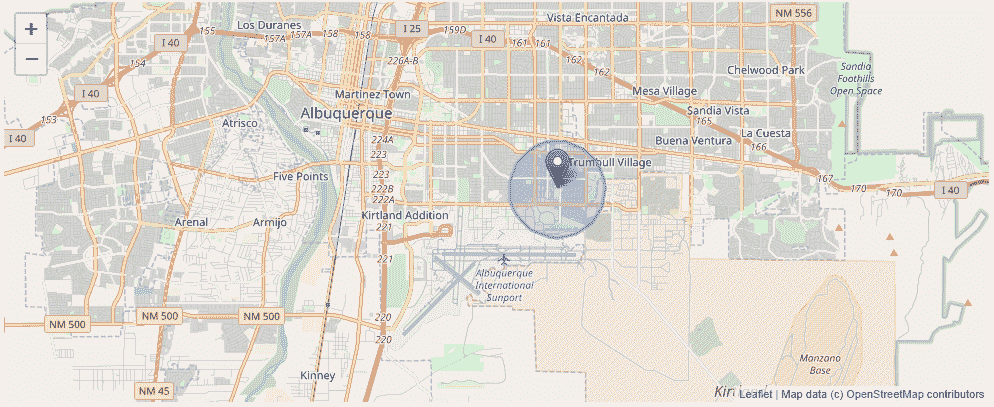 NM 556
Vista Encantada
Los Duranes
155
157A
157A
158
158
I 25
159D
I 40
161
161
I 40
154
226A-B
162
162
Chelwood Park
Sandia
Foothills
Open Space
I 40
Martinez Town
Mesa Village
Albuquerque
Sandia Vista
153
Atrisco
165
I 40
224A
Buena Ventura
La Cuesta
166
223
Trumbull Village
Five Points
223
167
170
170
I 40
222B
222A
Arenal
Armijo
Kirtland Addition
221
221
Albuquerque
International
Sunport
NM 500
NM 500
NM 500
220
220
Manzano
Base
Kinney
NM 45
Leaflet | Map data (c) OpenStreetMap contributors